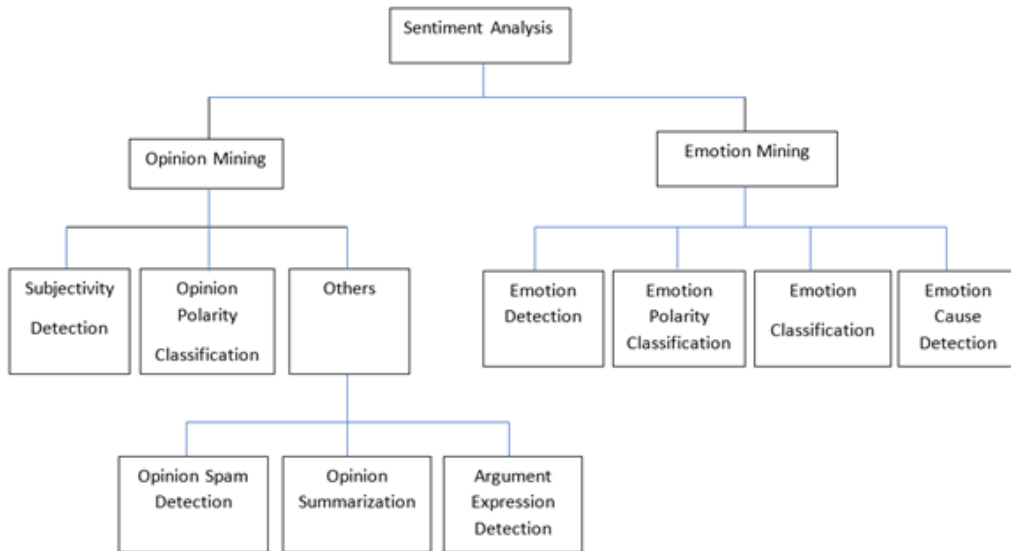 Sentiment Analysis
Opinion Mining
Emotion Mining
Subjectivity
Detection
Opinion
Polarity
Classification
Others
Emotion
Detection
Emotion
Polarity
Classification
Emotion
Classification
Emotion
Cause
Detection
Opinion Spam
Detection
Opinion
Summarization
Argument
Expression
Detection